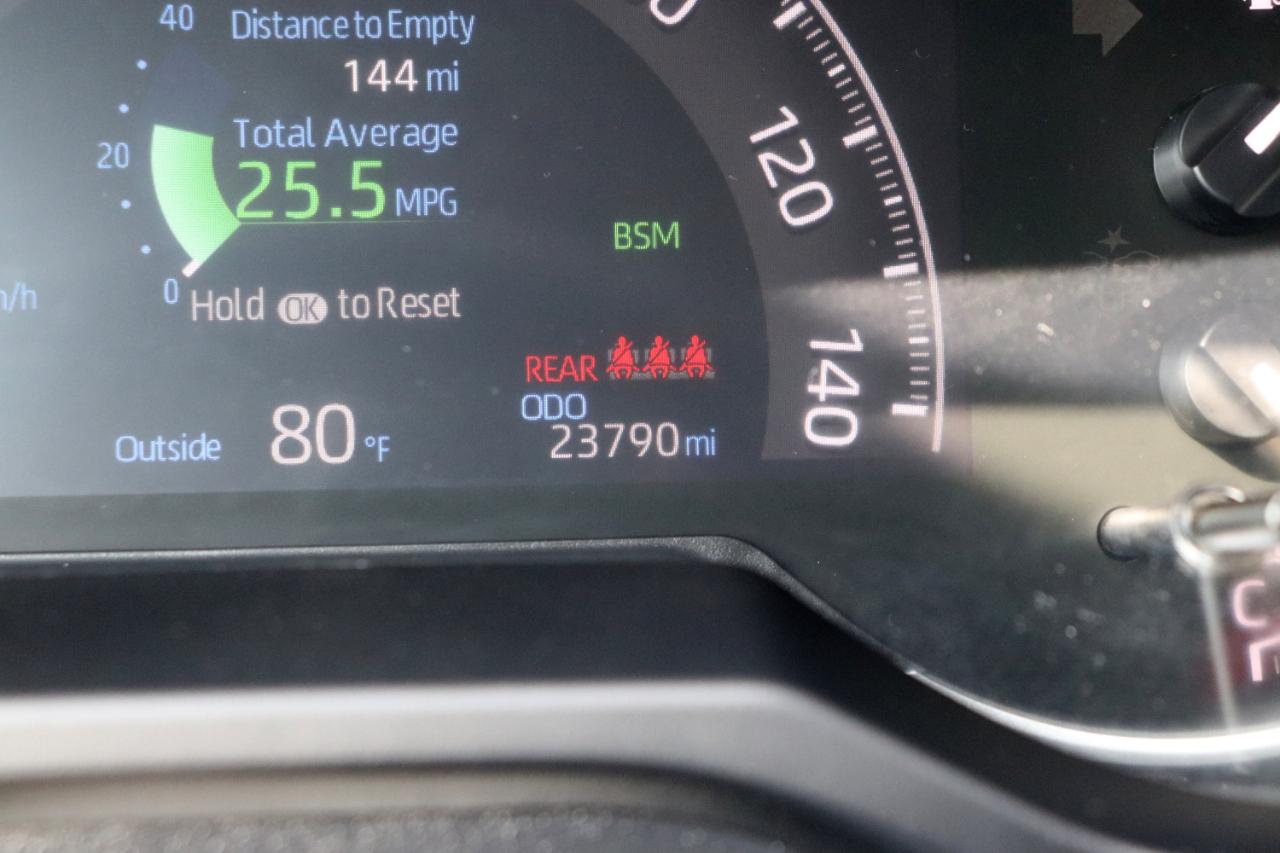 40
Distance to Empty
144 mi
Total Average
20
25.5 MPG
BSM
0
Hold OK to Reset
REAR
ODO
23790 mi
Outside 80 °F
120
140